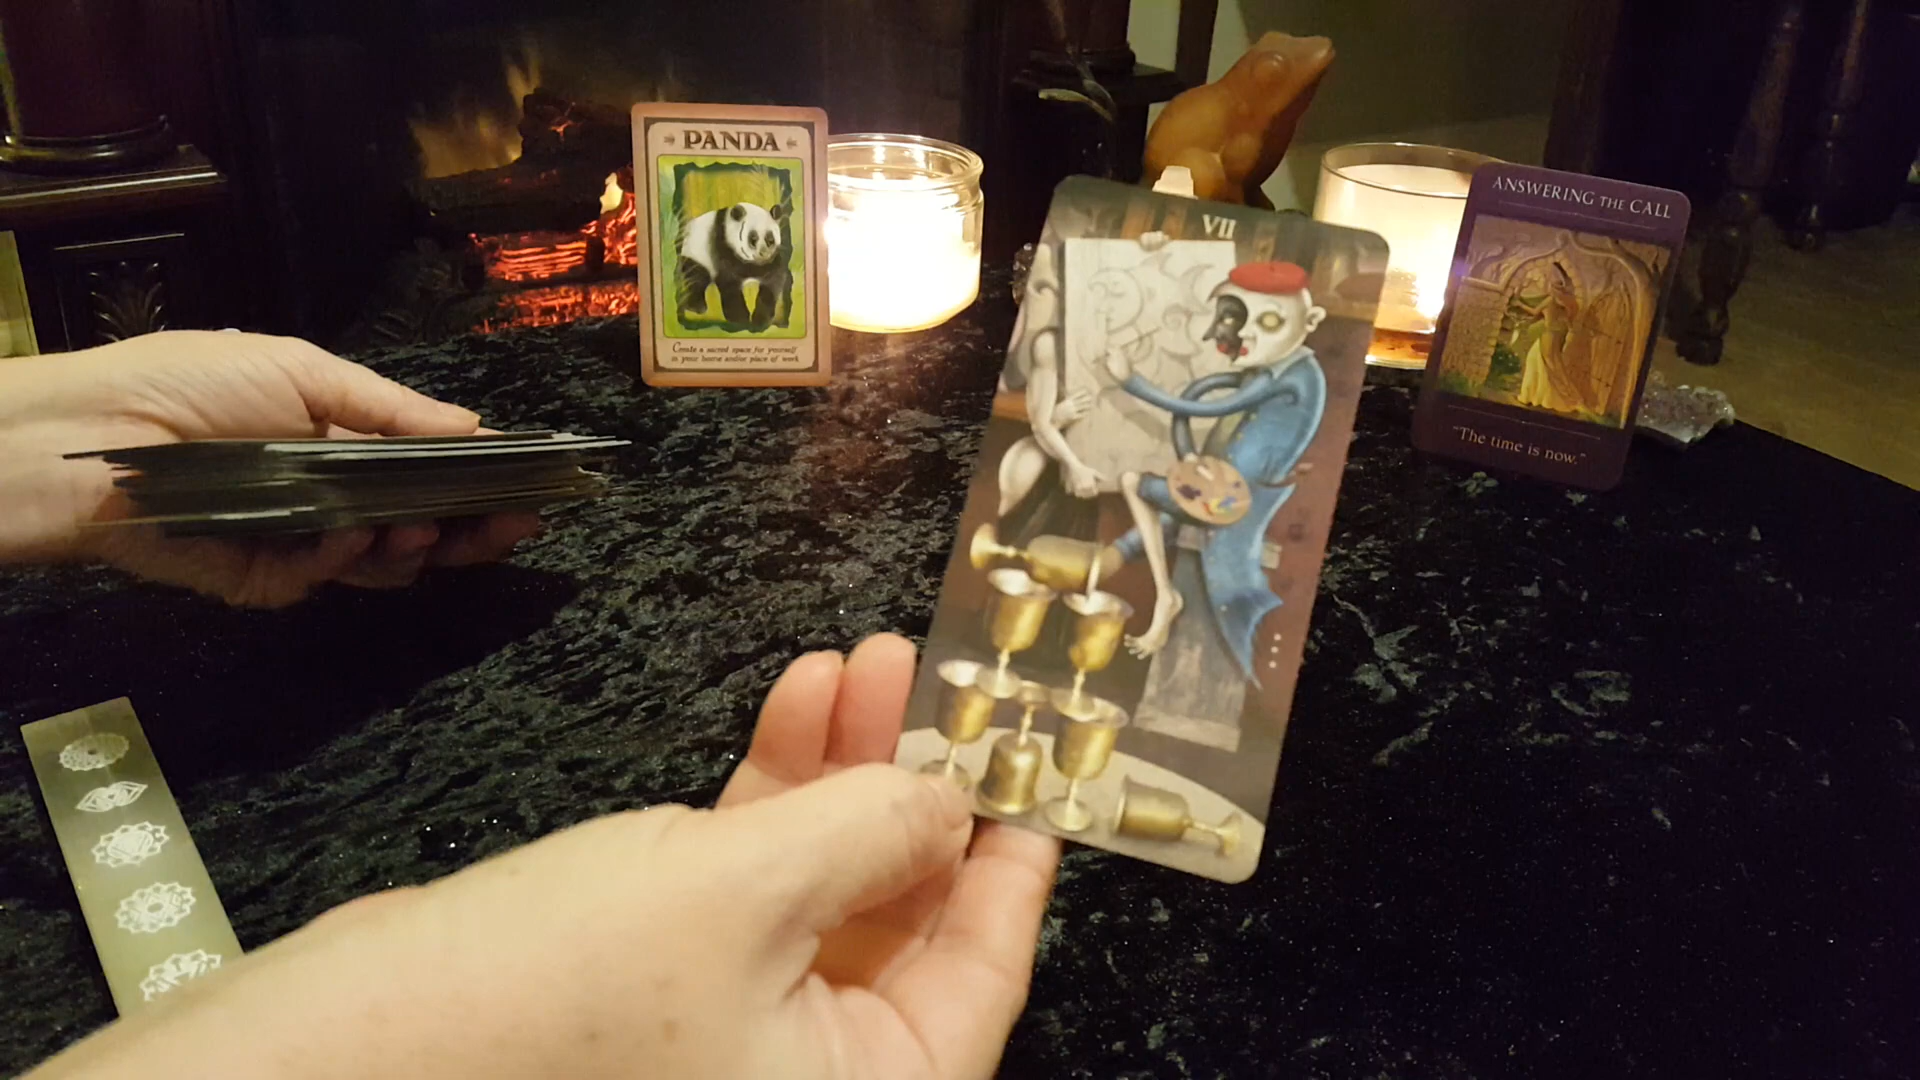 PANDA
Create a sacred space for yourself
in your home and/or place of work
VII
ANSWERING THE CALL
"The time is now."